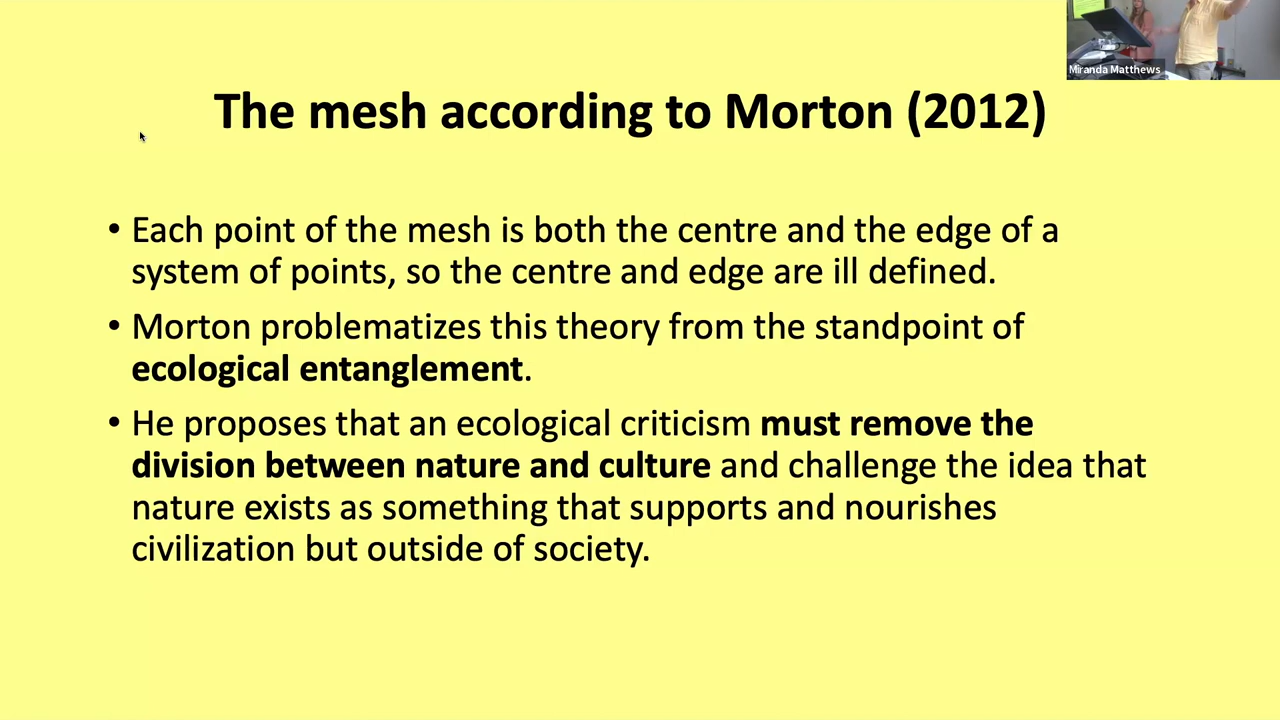 Miranda Matthews
The mesh according to Morton (2012)
• Each point of the mesh is both the centre and the edge of a
system of points, so the centre and edge are ill defined.
• Morton problematizes this theory from the standpoint of
ecological entanglement.
• He proposes that an ecological criticism must remove the
division between nature and culture and challenge the idea that
nature exists as something that supports and nourishes
civilization but outside of society.